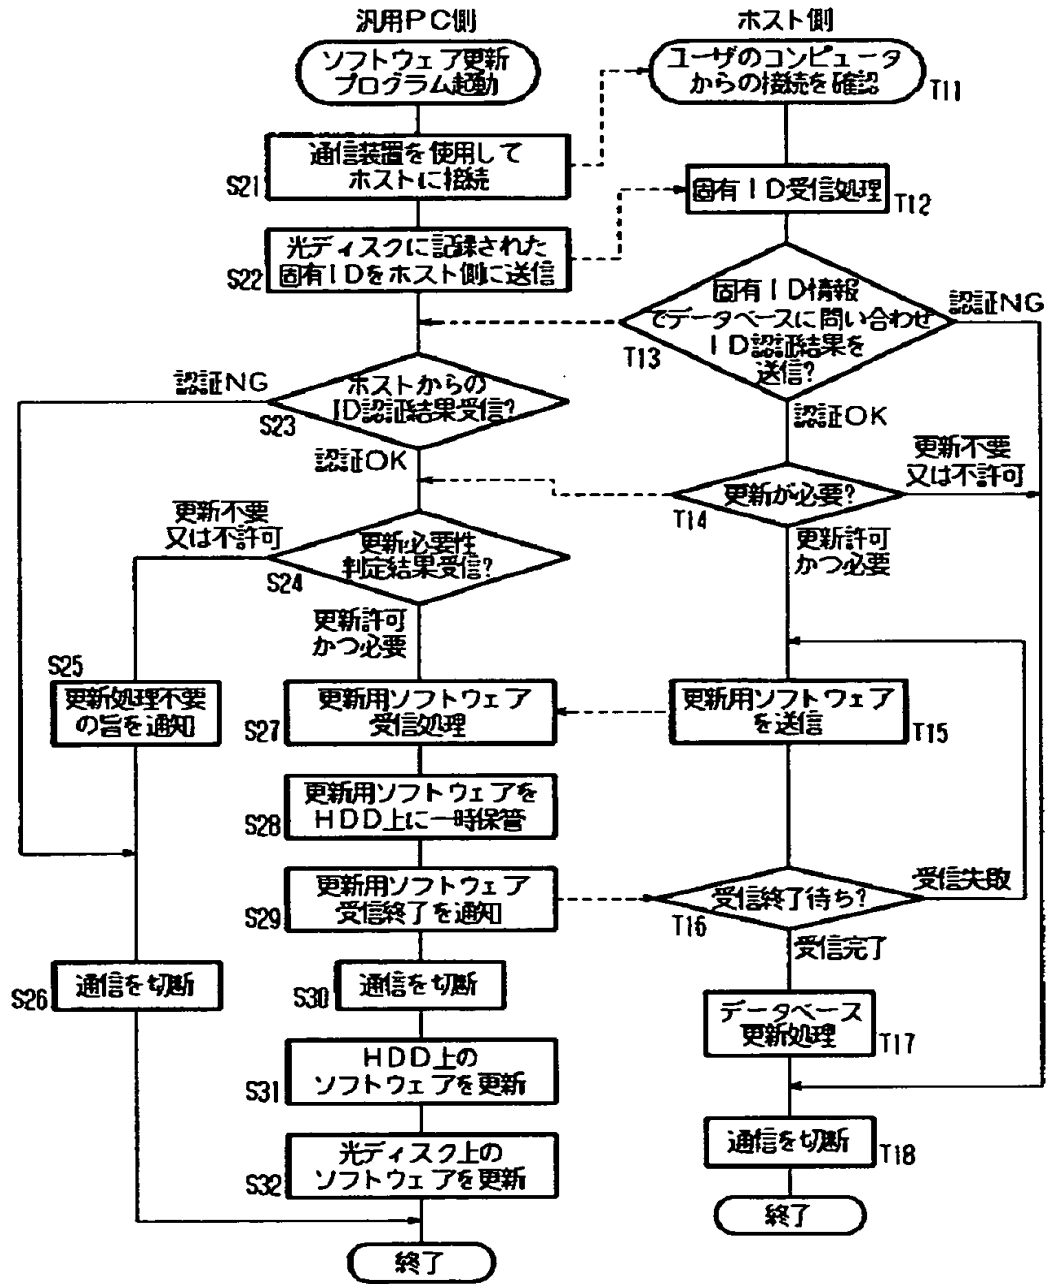 汎用PC側
ソフトウェア更新
プログラム起動
S21
通信装置を使用して
ホストに接続
S22
光ディスクに記録された
固有IDをホスト側に送信
認証NG
ホストからの
ID認証結果受信?
S23
認証OK
更新不要
又は不許可
更新必要性
判定結果受信?
S24
更新許可
かつ必要
S25
更新処理不要
の旨を通知
S27
更新用ソフトウェア
受信処理
S28
更新用ソフトウェアを
HDD上に一時保管
S29
更新用ソフトウェア
受信終了を通知
S26
通信を切断
S30
通信を切断
S31
HDD上の
ソフトウェアを更新
S32
光ディスク上の
ソフトウェアを更新
終了
ホスト側
ユーザのコンピュータ
からの接続を確認
T11
固有ID受信処理
T12
固有ID情報
でデータベースに問い合わせ
ID認証結果を
送信?
T13
認証NG
認証OK
更新が必要?
T14
更新不要
又は不許可
更新許可
かつ必要
更新用ソフトウェア
を送信
T15
受信終了待ち?
T16
受信失敗
受信完了
データベース
更新処理
T17
通信を切断
T18
終了